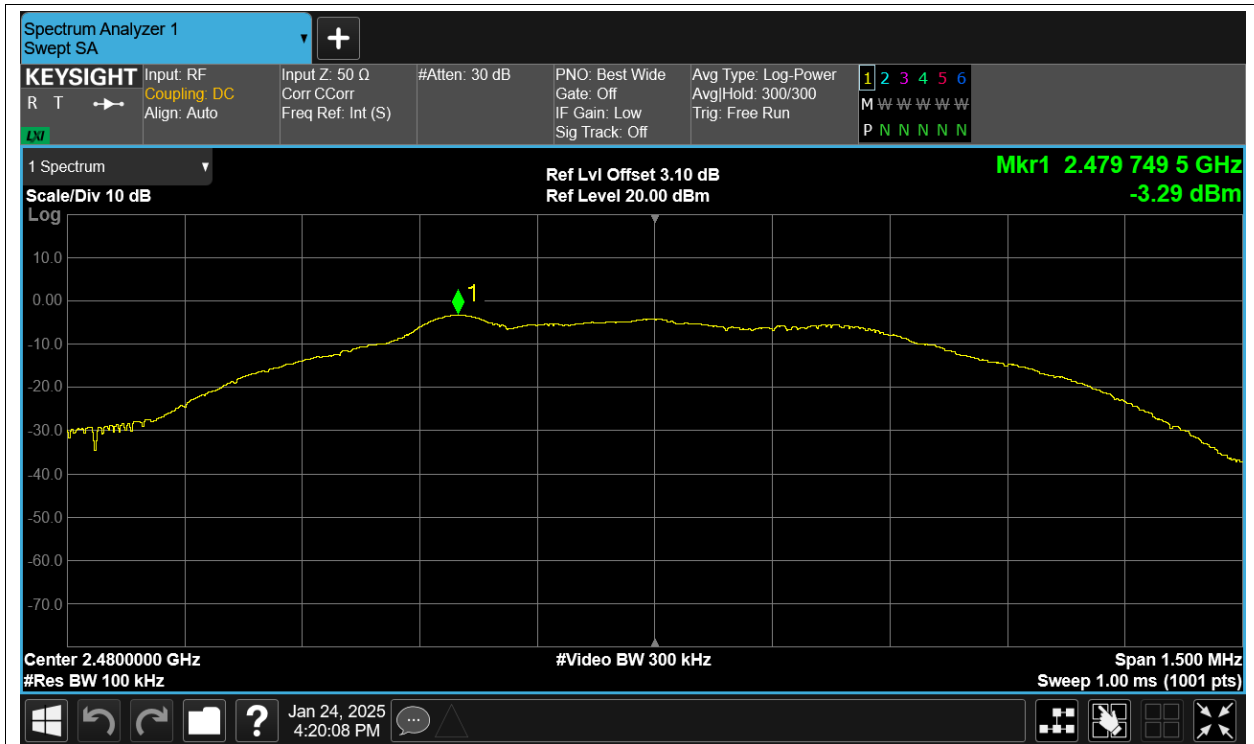 Spectrum Analyzer 1
Swept SA
KEYSIGHT
R T
LXI
Input: RF
Coupling: DC
Align: Auto
Input Z: 50 Ω
Corr CCorr
Freq Ref: Int (S)
#Atten: 30 dB
PNO: Best Wide
Gate: Off
IF Gain: Low
Sig Track: Off
Avg Type: Log-Power
Avg|Hold: 300/300
Trig: Free Run
1 2 3 4 5 6
M W W W W W
P N N N N N
1 Spectrum
Scale/Div 10 dB
Log
Ref Lvl Offset 3.10 dB
Ref Level 20.00 dBm
Mkr1 2.479 749 5 GHz
-3.29 dBm
10.0
0.00
-10.0
-20.0
-30.0
-40.0
-50.0
-60.0
-70.0
1
Center 2.4800000 GHz
#Res BW 100 kHz
#Video BW 300 kHz
Span 1.500 MHz
Sweep 1.00 ms (1001 pts)
?
Jan 24, 2025
4:20:08 PM